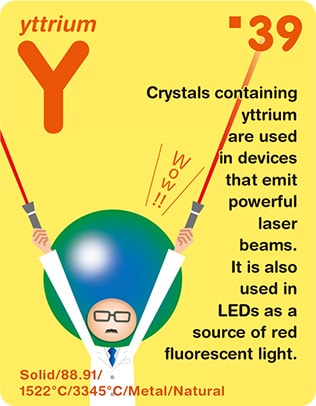 yttrium
Y
39
Crystals containing
yttrium
are used
in devices
that emit
powerful
laser
beams.
It is also
used in
LEDs as a
source of red
fluorescent light.
Wow!!
Solid/88.91/
1522°C/3345°C/Metal/Natural